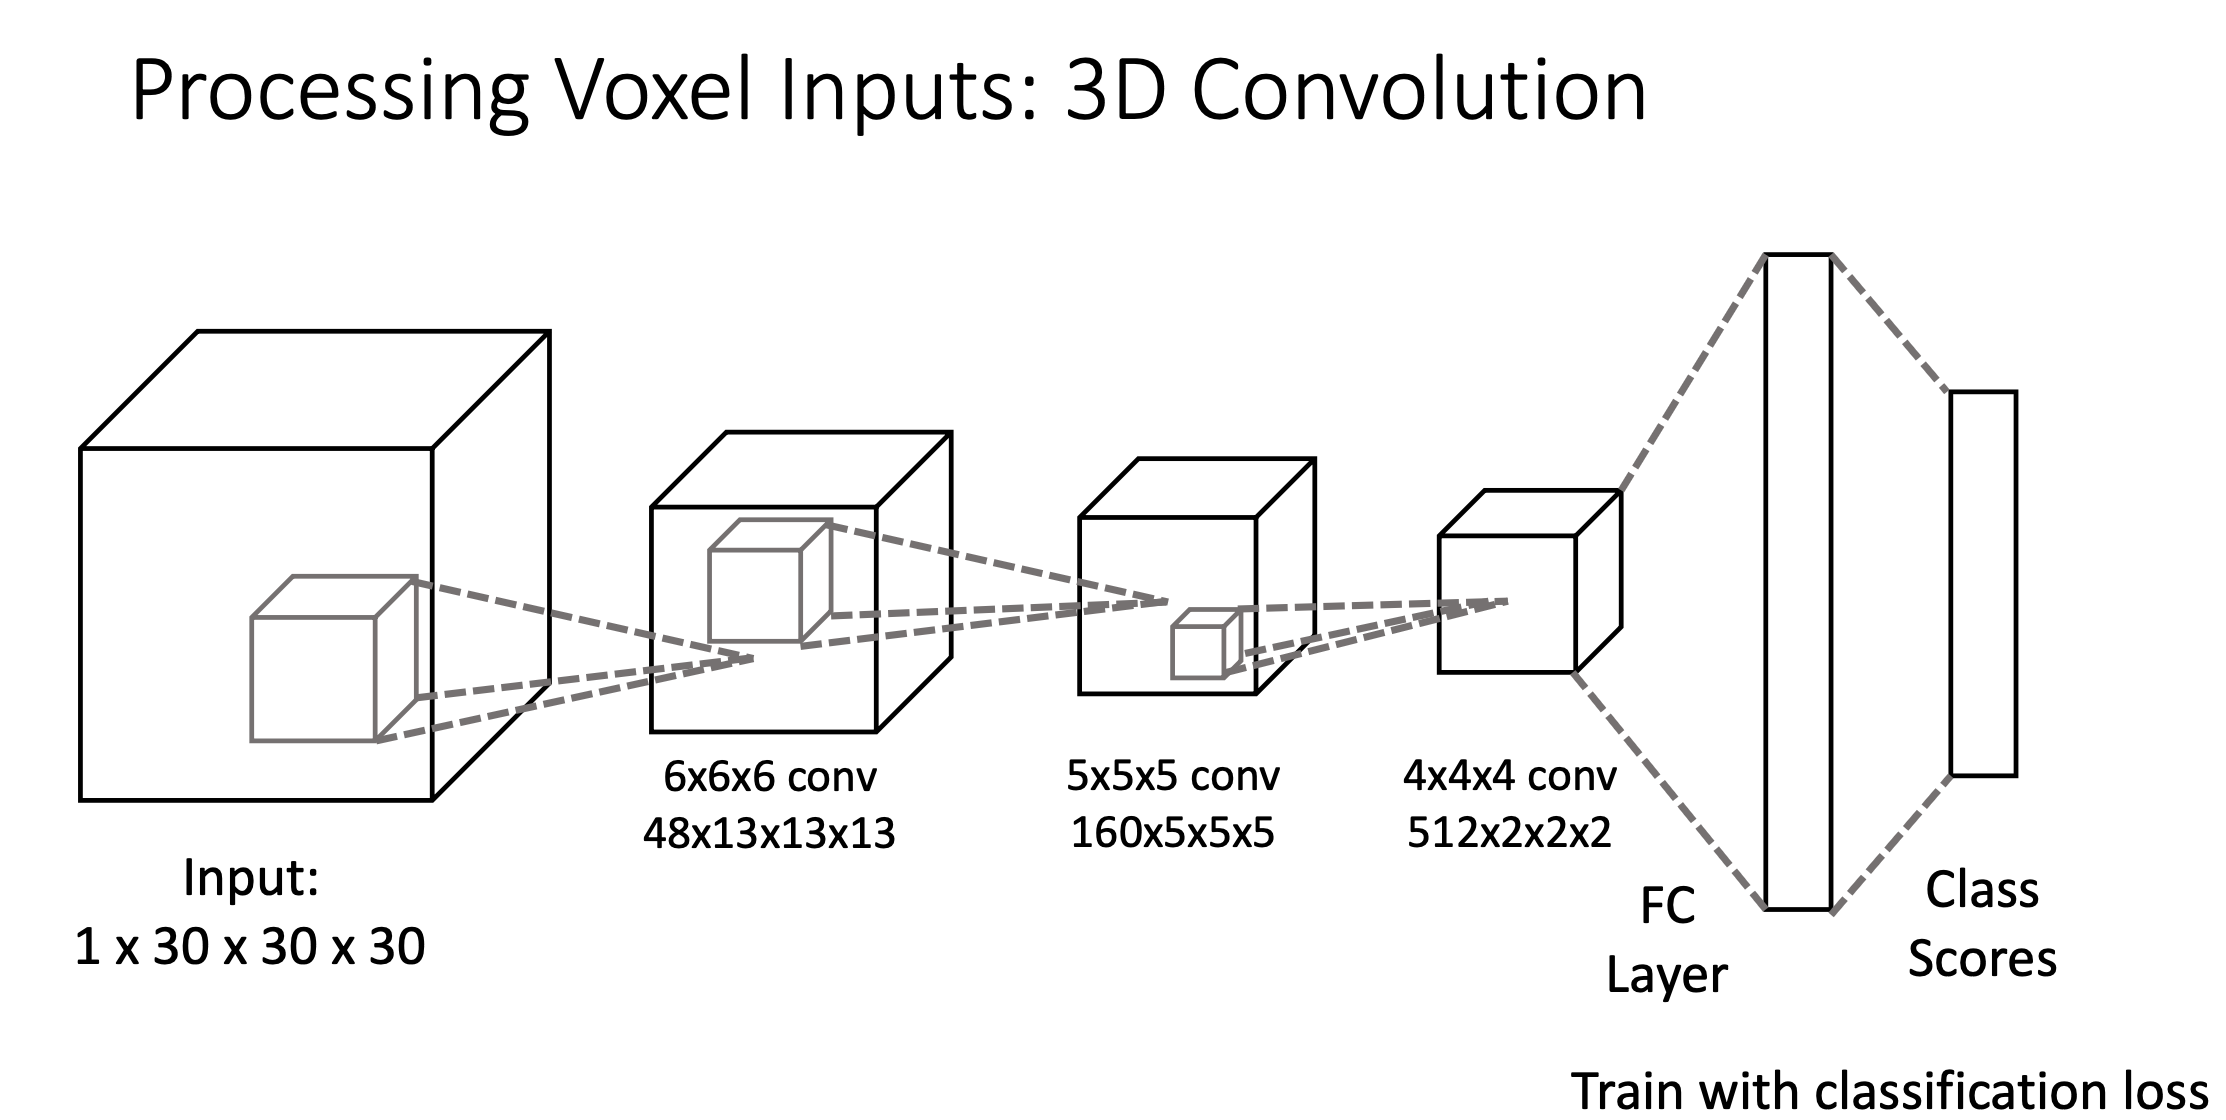 Processing Voxel Inputs: 3D Convolution
Input:
1 x 30 x 30 x 30
6x6x6 conv
48x13x13x13
5x5x5 conv
160x5x5x5
4x4x4 conv
512x2x2x2
FC
Layer
Class
Scores
Train with classification loss